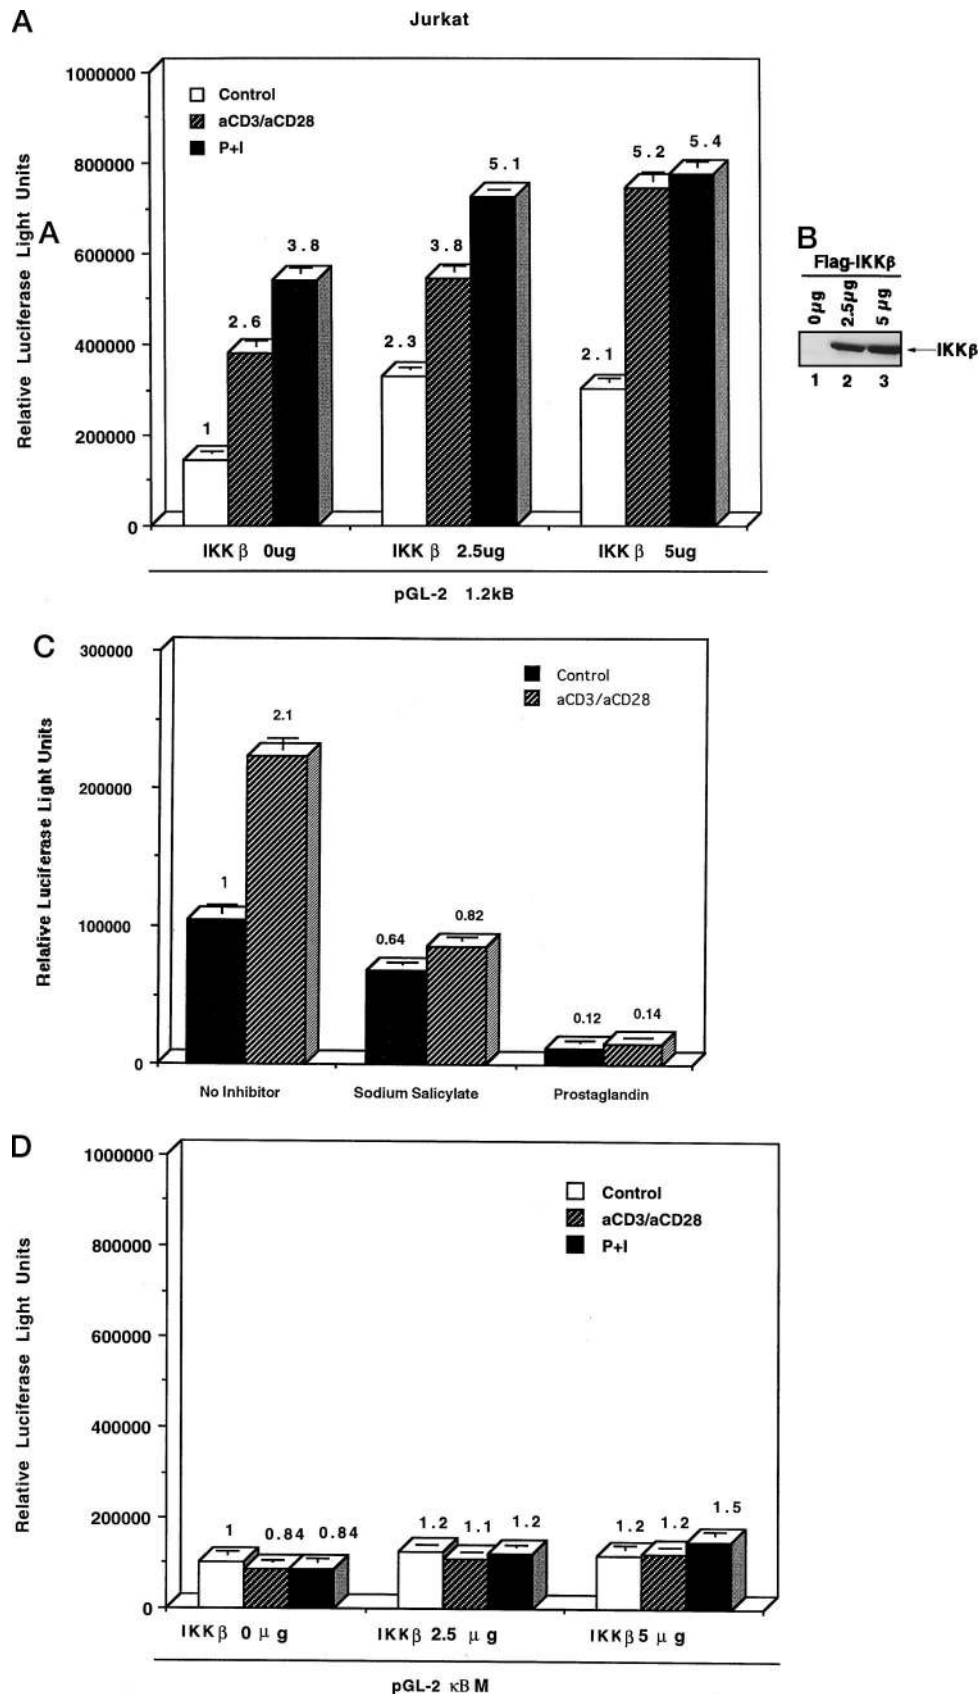 A
Jurkat
Relative Luciferase Light Units
A
1000000
800000
600000
400000
200000
0
Control
aCD3/aCD28
P+I
1
2.6
3.8
2.3
3.8
5.1
2.1
5.2
5.4
IKK β 0ug
IKK β 2.5ug
IKK β 5ug
pGL-2 1.2kB
B
Flag-IKKβ
0µg
2.5µg
5 µg
IKKβ
1 2 3
C
Relative Luciferase Light Units
300000
200000
100000
0
Control
aCD3/aCD28
1
2.1
0.64
0.82
0.12
0.14
No Inhibitor
Sodium Salicylate
Prostaglandin
D
Relative Luciferase Light Units
1000000
800000
600000
400000
200000
0
Control
aCD3/aCD28
P+I
1
0.84
0.84
1.2
1.1
1.2
1.2
1.2
1.5
IKKβ 0 µg
IKKβ 2.5 µg
IKKβ5 µg
pGL-2 κB M